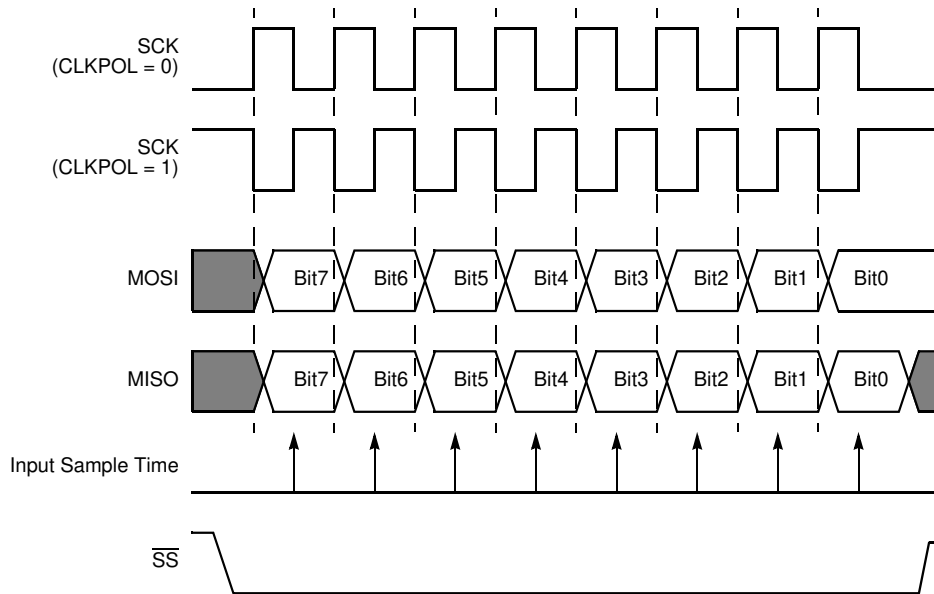 SCK
(CLKPOL = 0)
SCK
(CLKPOL = 1)
MOSI
Bit7 Bit6 Bit5 Bit4 Bit3 Bit2 Bit1 Bit0
MISO
Bit7 Bit6 Bit5 Bit4 Bit3 Bit2 Bit1 Bit0
Input Sample Time
SS